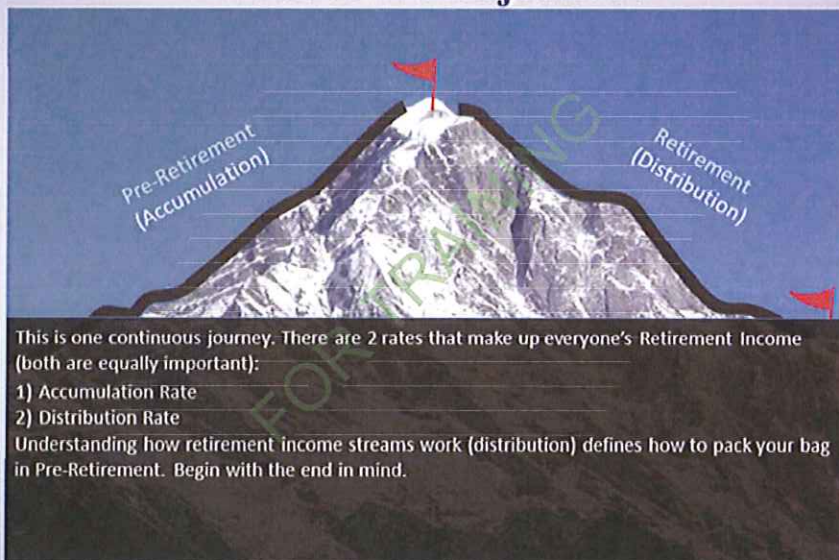 Pre-Retirement
(Accumulation)
Retirement
(Distribution)
FOR TRAINING
This is one continuous journey. There are 2 rates that make up everyone's Retirement Income
(both are equally important):
1) Accumulation Rate
2) Distribution Rate
Understanding how retirement income streams work (distribution) defines how to pack your bag
in Pre-Retirement. Begin with the end in mind.